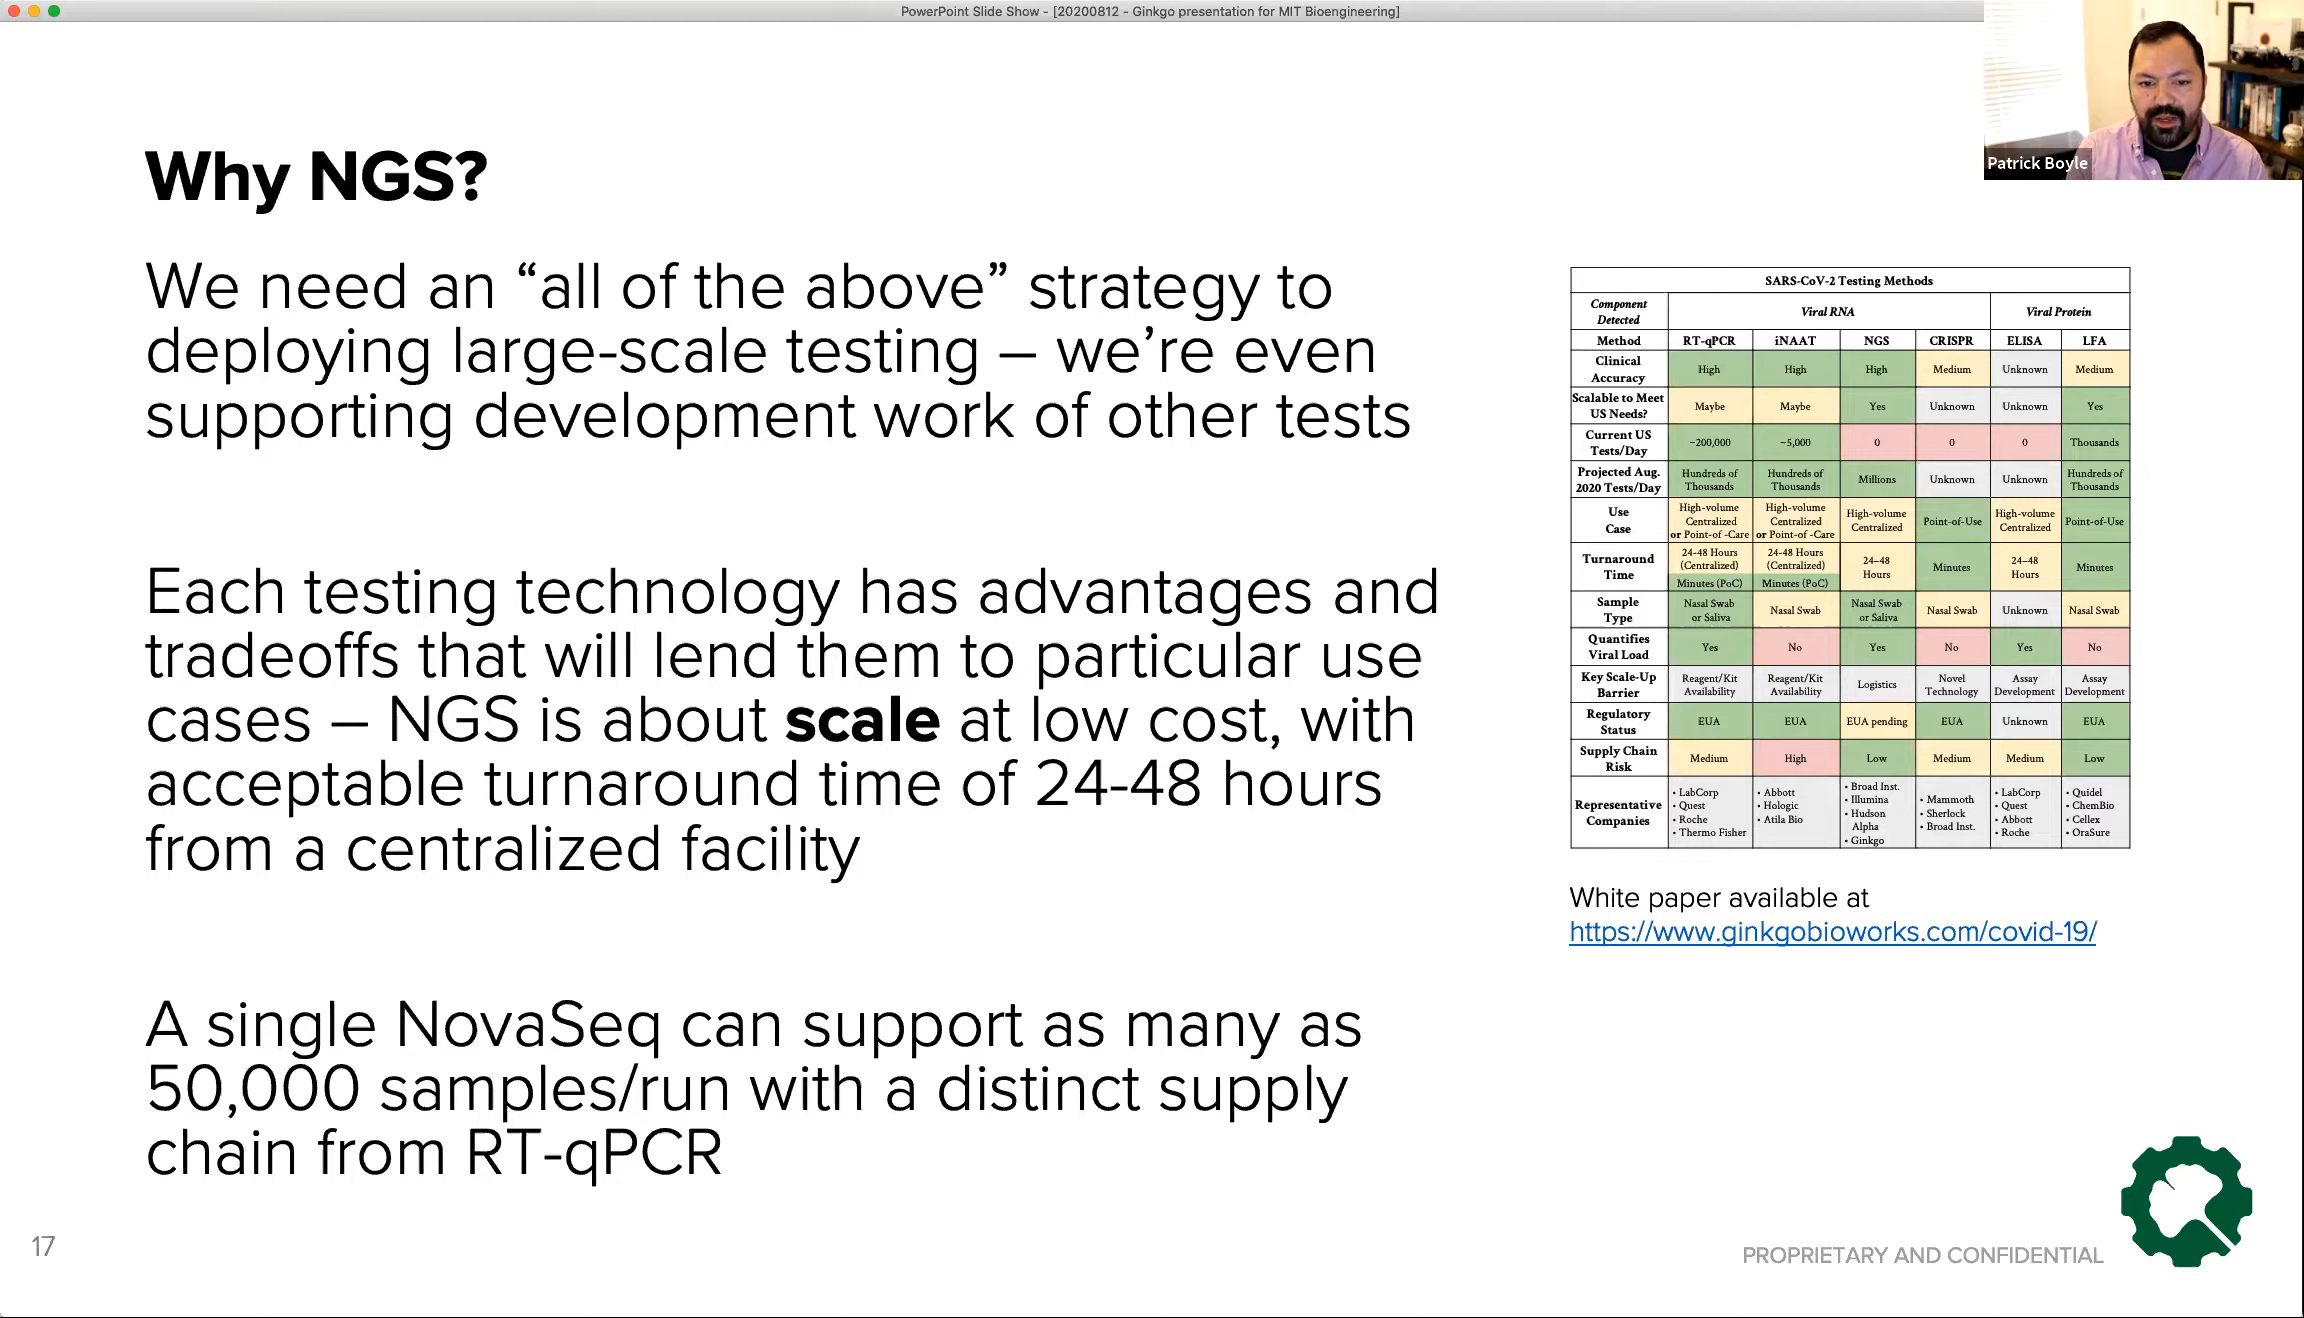 PowerPoint Slide Show - [20200812 - Ginkgo presentation for MIT Bioengineering]
Patrick Boyle
Why NGS?
We need an “all of the above” strategy to
deploying large-scale testing – we’re even
supporting development work of other tests
Each testing technology has advantages and
tradeoffs that will lend them to particular use
cases – NGS is about scale at low cost, with
acceptable turnaround time of 24-48 hours
from a centralized facility
A single NovaSeq can support as many as
50,000 samples/run with a distinct supply
chain from RT-qPCR
SARS-CoV-2 Testing Methods
Component Detected Viral RNA Viral Protein
Method RT-qPCR iNAAT NGS CRISPR ELISA LFA
Clinical Accuracy High High High Medium Unknown Medium
Scalable to Meet US Needs? Maybe Maybe Yes Unknown Unknown Yes
Current US Tests/Day ~200,000 ~5,000 0 0 0 Thousands
Projected Aug. 2020 Tests/Day Hundreds of Thousands Hundreds of Thousands Millions Unknown Unknown Hundreds of Thousands
Use Case High-volume Centralized or Point-of -Care High-volume Centralized or Point-of -Care High-volume Centralized Point-of-Use High-volume Centralized Point-of-Use
Turnaround Time 24-48 Hours (Centralized) Minutes (PoC) 24-48 Hours (Centralized) Minutes (PoC) 24–48 Hours Minutes 24–48 Hours Minutes
Sample Type Nasal Swab or Saliva Nasal Swab Nasal Swab or Saliva Nasal Swab Unknown Nasal Swab
Quantifies Viral Load Yes No Yes No Yes No
Key Scale-Up Barrier Reagent/Kit Availability Reagent/Kit Availability Logistics Novel Technology Assay Development Assay Development
Regulatory Status EUA EUA EUA pending EUA Unknown EUA
Supply Chain Risk Medium High Low Medium Medium Low
Representative Companies • LabCorp • Quest • Roche • Thermo Fisher • Abbott • Hologic • Atila Bio • Broad Inst. • Illumina • Hudson Alpha • Ginkgo • Mammoth • Sherlock • Broad Inst. • LabCorp • Quest • Abbott • Roche • Quidel • ChemBio • Cellex • OraSure
White paper available at
https://www.ginkgobioworks.com/covid-19/
17
PROPRIETARY AND CONFIDENTIAL